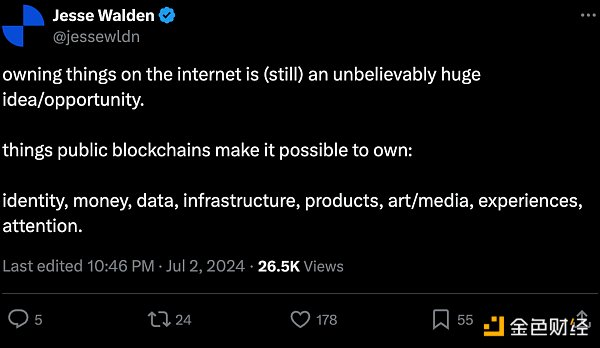 Jesse Walden
@jessewldn
owning things on the internet is (still) an unbelievably huge
idea/opportunity.
things public blockchains make it possible to own:
identity, money, data, infrastructure, products, art/media, experiences,
attention.
Last edited 10:46 PM · Jul 2, 2024 · 26.5K Views
5 24 178 55
金色财经